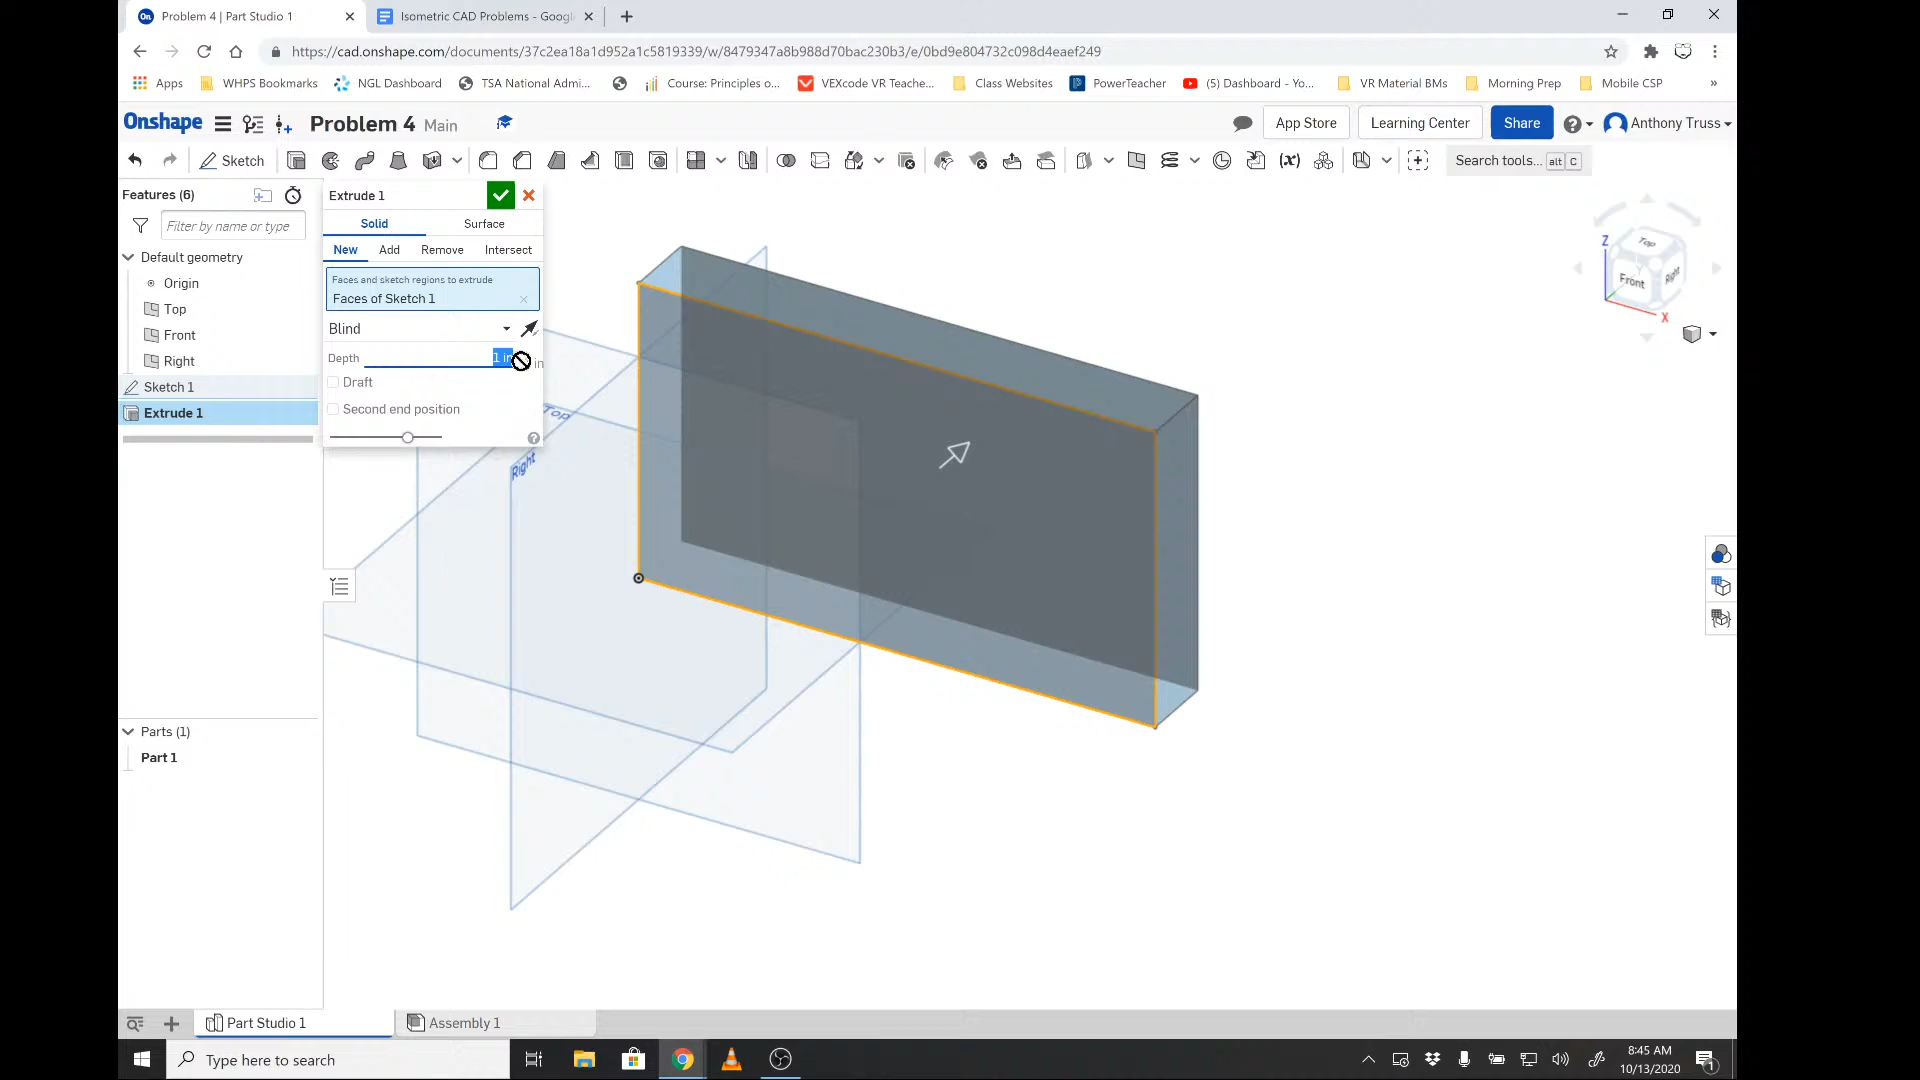 Problem 4 | Part Studio 1
Isometric CAD Problems - Goog
https://cad.onshape.com/documents/37c2ea18a1d952a1c5819339/w/8479347a8b988d70bac230b3/e/0bd9e804732c098d4eaef249
Apps
WHPS Bookmarks
NGL Dashboard
TSA National Admi...
Course: Principles o...
VEXcode VR Teache...
Class Websites
PowerTeacher
(5) Dashboard - Yo...
VR Material BMs
Morning Prep
Mobile CSP
»
Onshape
Problem 4 Main
App Store
Learning Center
Share
Anthony Truss
Sketch
Search tools... alt C
Features (6)
Filter by name or type
Default geometry
Origin
Top
Front
Right
Sketch 1
Extrude 1
Extrude 1
Solid
Surface
New
Add
Remove
Intersect
Faces and sketch regions to extrude
Faces of Sketch 1
Blind
Depth
1 in
in
Draft
Second end position
Top
Right
Z
Top
Front
Right
X
Parts (1)
Part 1
Part Studio 1
Assembly 1
Type here to search
8:45 AM
10/13/2020
1